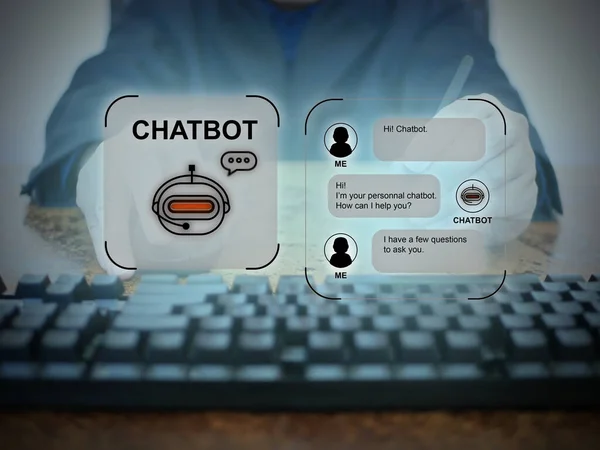 CHATBOT
Hi! Chatbot.
ME
Hi!
I'm your personnal chatbot.
How can I help you?
CHATBOT
I have a few questions
to ask you.
ME